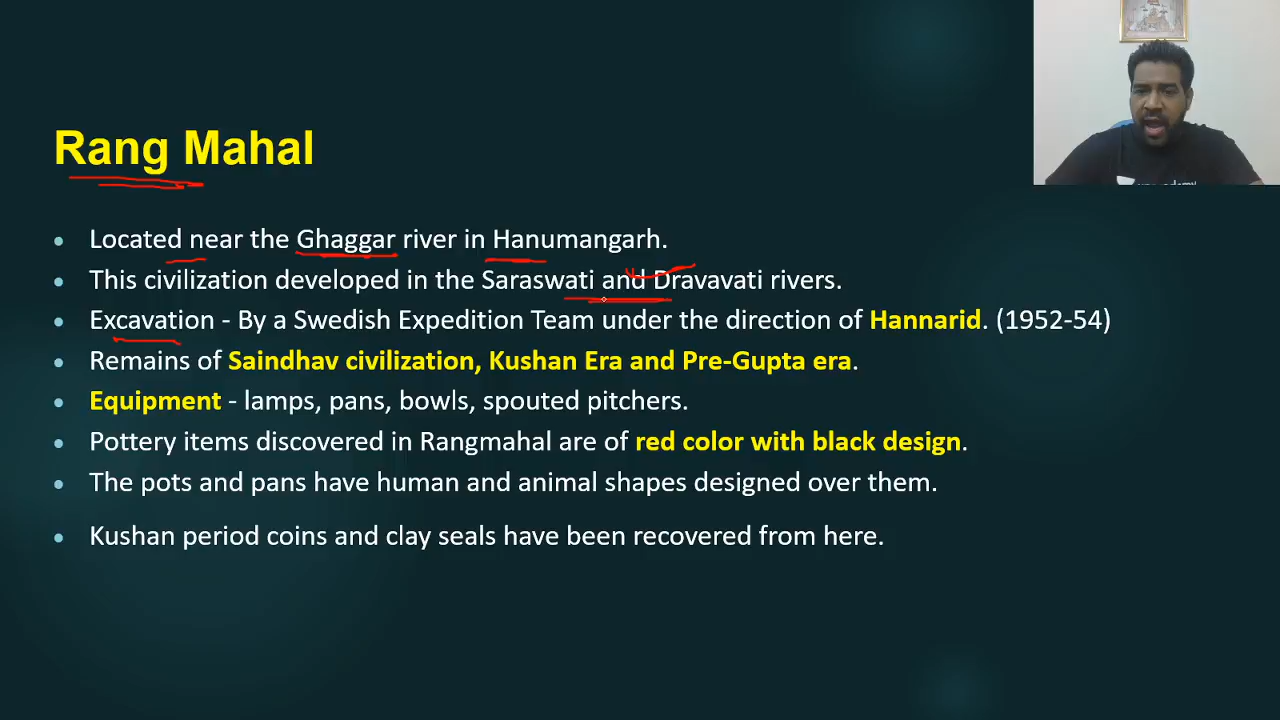 Rang Mahal
Located near the Ghaggar river in Hanumangarh.
This civilization developed in the Saraswati and Dravavati rivers.
Excavation - By a Swedish Expedition Team under the direction of Hannarid. (1952-54)
Remains of Saindhav civilization, Kushan Era and Pre-Gupta era.
Equipment - lamps, pans, bowls, spouted pitchers.
Pottery items discovered in Rangmahal are of red color with black design.
The pots and pans have human and animal shapes designed over them.
Kushan period coins and clay seals have been recovered from here.